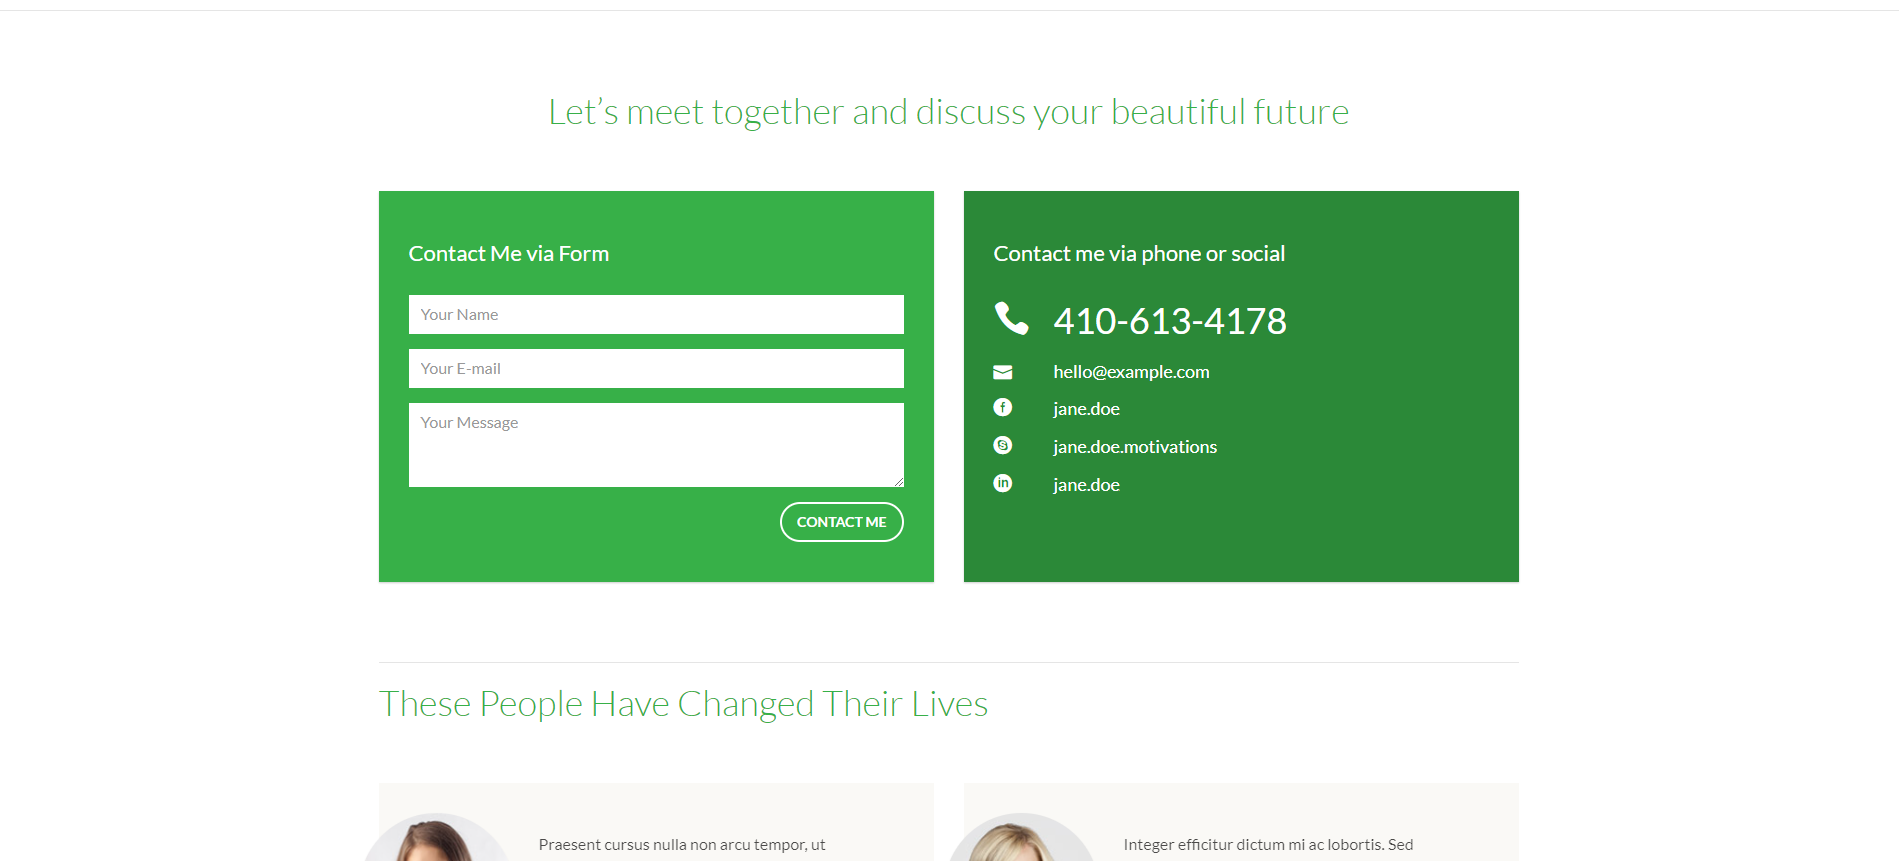 Let’s meet together and discuss your beautiful future
Contact Me via Form
Your Name
Your E-mail
Your Message
CONTACT ME
Contact me via phone or social
410-613-4178
hello@example.com
jane.doe
jane.doe.motivations
jane.doe
These People Have Changed Their Lives
Praesent cursus nulla non arcu tempor, ut
Integer efficitur dictum mi ac lobortis. Sed